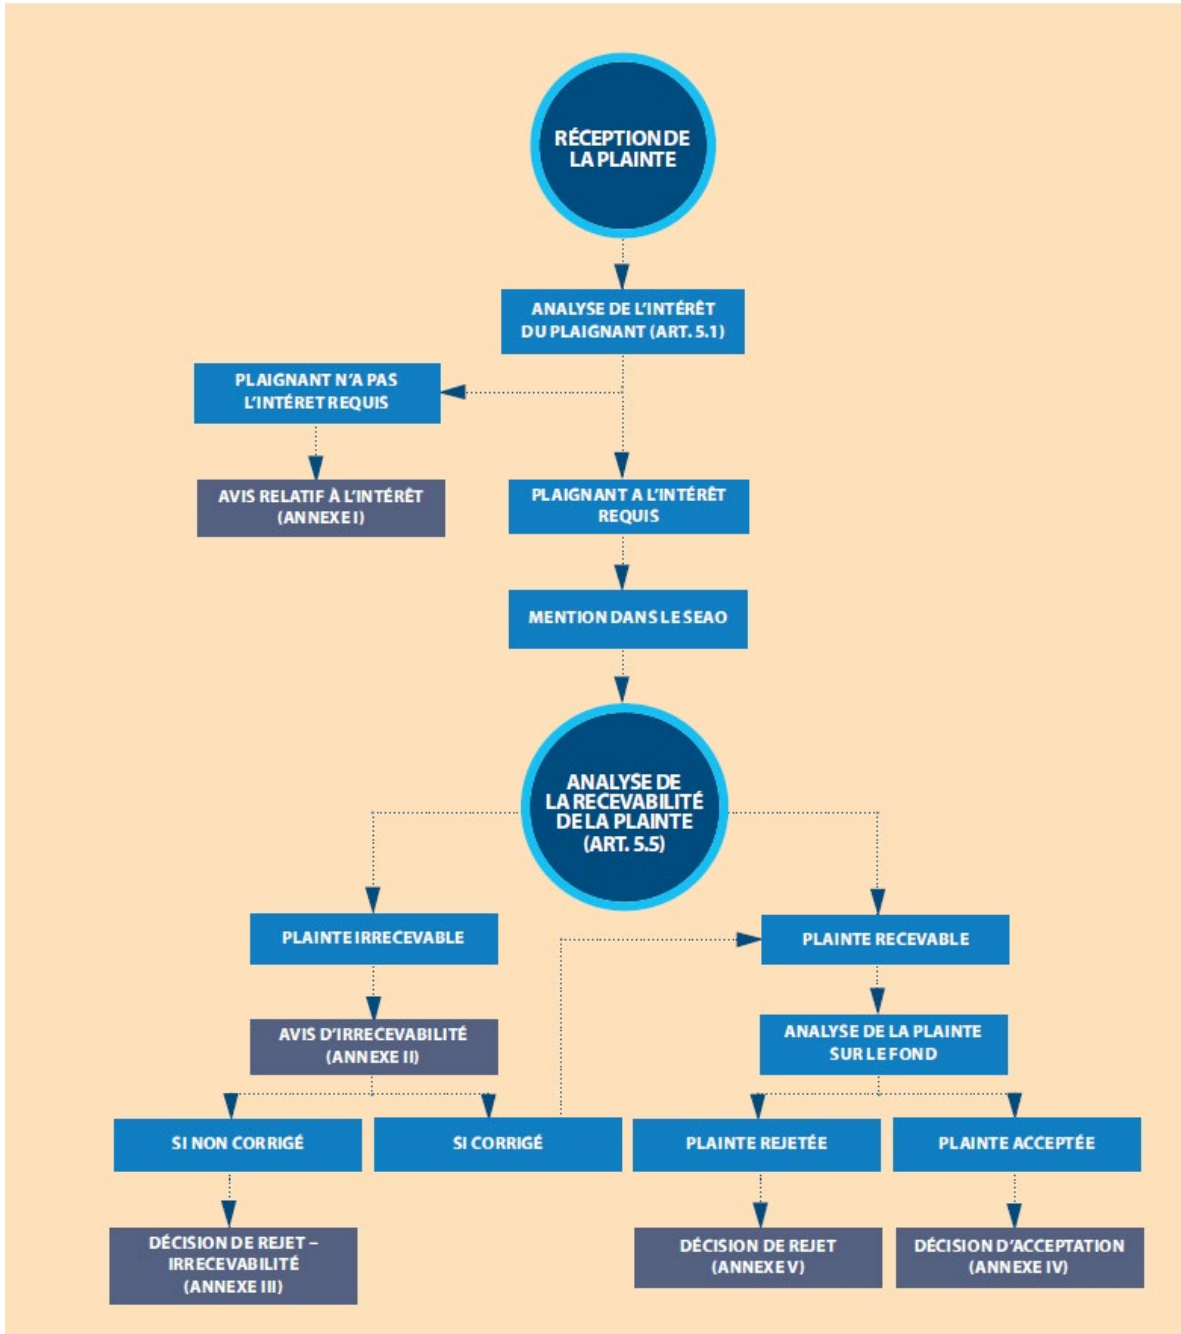 RÉCEPTION DE
LA PLAINTE
ANALYSE DE L'INTÉRÊT
DU PLAIGNANT (ART. 5.1)
PLAIGNANT N'A PAS
L'INTÉRET REQUIS
AVIS RELATIF À L'INTÉRÊT
(ANNEXE I)
PLAIGNANT A L'INTÉRÊT
REQUIS
MENTION DANS LE SEAO
ANALYSE DE
LA RECEVABILITÉ
DE LA PLAINTE
(ART. 5.5)
PLAINTE IRRECEVABLE
PLAINTE RECEVABLE
AVIS D'IRRECEVABILITÉ
(ANNEXE II)
ANALYSE DE LA PLAINTE
SUR LE FOND
SI NON CORRIGÉ
SI CORRIGÉ
PLAINTE REJETÉE
PLAINTE ACCEPTÉE
DÉCISION DE REJET –
IRRECEVABILITÉ
(ANNEXE III)
DÉCISION DE REJET
(ANNEXE V)
DÉCISION D'ACCEPTATION
(ANNEXE IV)